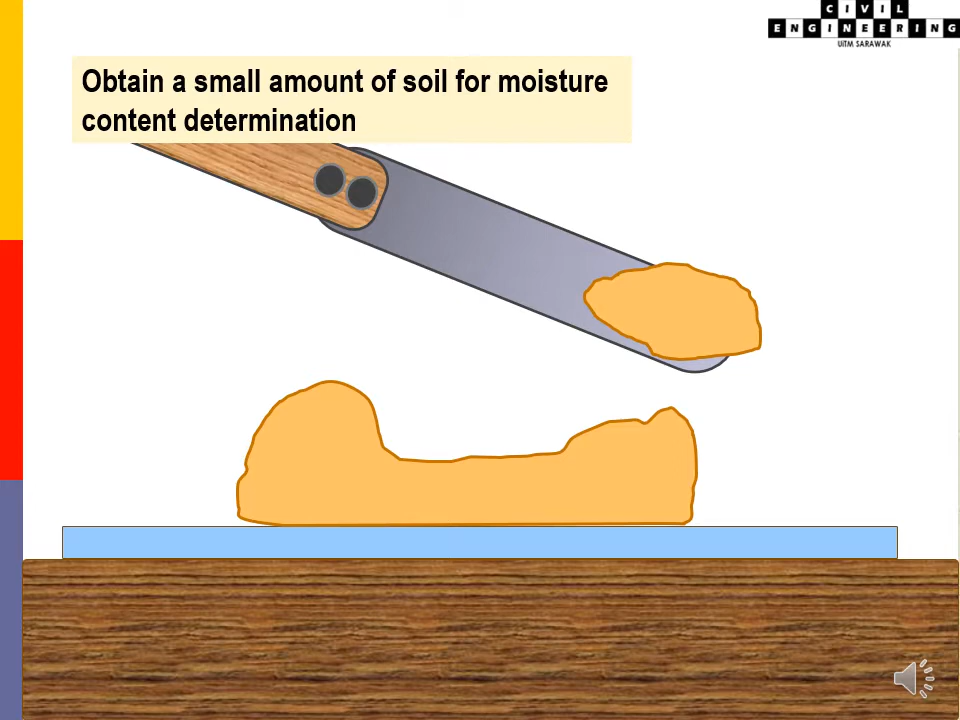 CIVIL
ENGINEERING
UiTM SARAWAK
Obtain a small amount of soil for moisture
content determination